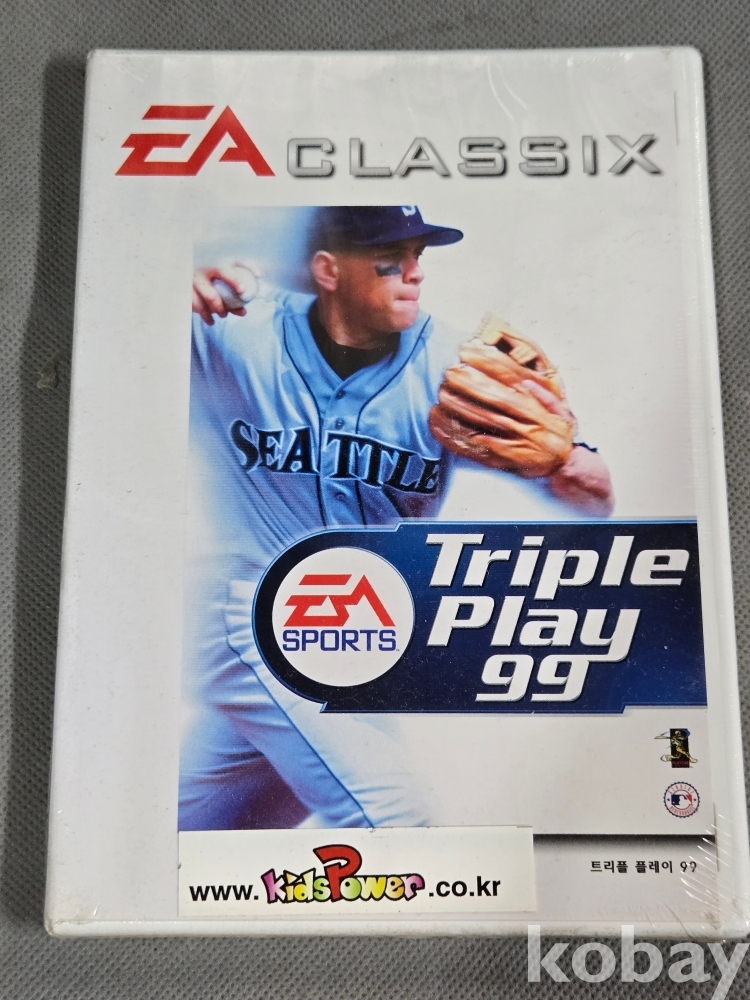 EA CLASSIX
S
SEATTLE
EA
SPORTS
Triple
Play
99
트리플 플레이 99
www.KidsPower.co.kr
kobay